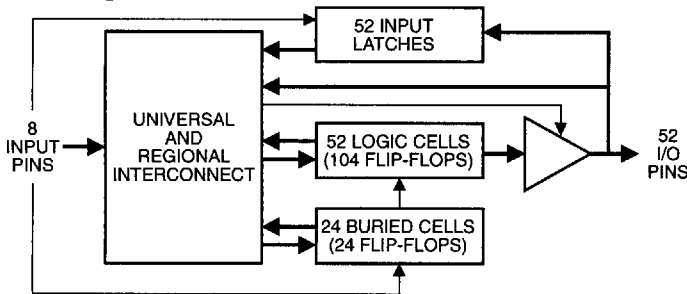 52 INPUT
LATCHES
8
INPUT
PINS
UNIVERSAL
AND
REGIONAL
INTERCONNECT
52 LOGIC CELLS
(104 FLIP-FLOPS)
52
I/O
PINS
24 BURIED CELLS
(24 FLIP-FLOPS)